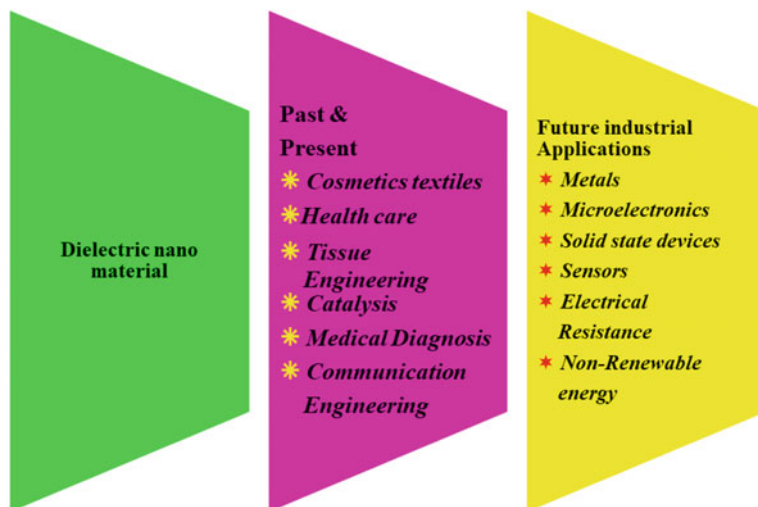 Dielectric nano
material
Past &
Present
Cosmetics textiles
Health care
Tissue
Engineering
Catalysis
Medical Diagnosis
Communication
Engineering
Future industrial
Applications
Metals
Microelectronics
Solid state devices
Sensors
Electrical
Resistance
Non-Renewable
energy